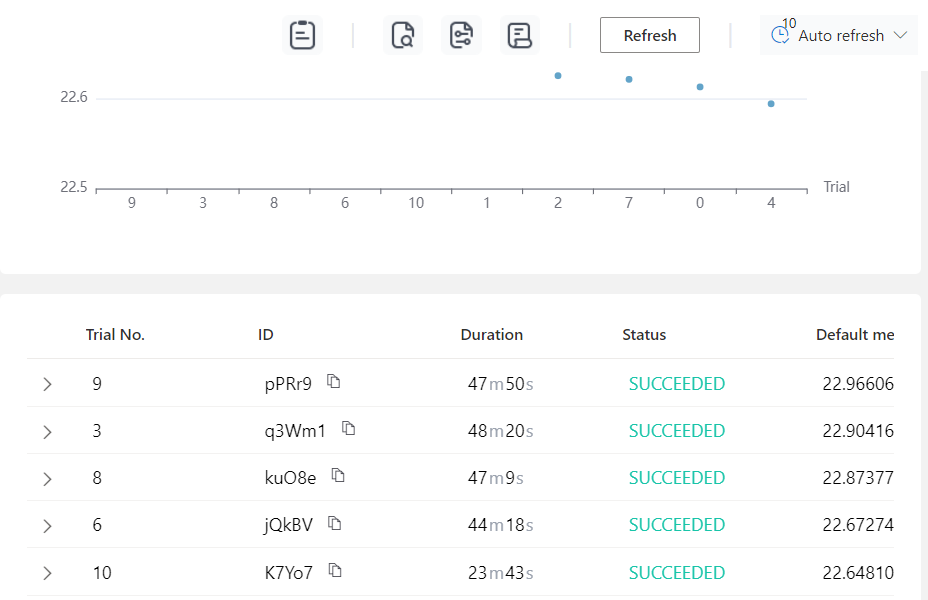 Refresh
10
Auto refresh
22.6
22.5
Trial
9 3 8 6 10 1 2 7 0 4
Trial No. ID Duration Status Default me
9 pPRr9 47m50s SUCCEEDED 22.96606
3 q3Wm1 48m20s SUCCEEDED 22.90416
8 kuO8e 47m9s SUCCEEDED 22.87377
6 jQkBV 44m18s SUCCEEDED 22.67274
10 K7Yo7 23m43s SUCCEEDED 22.64810